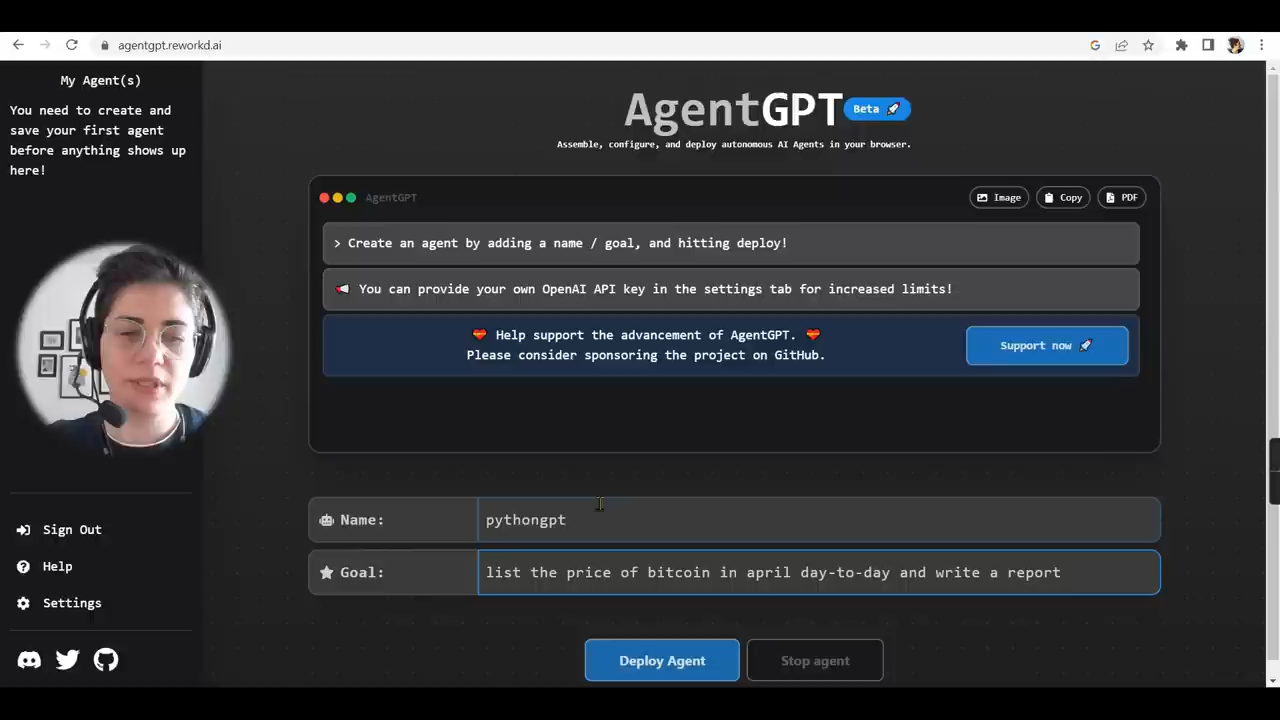 agentgpt.reworkd.ai
My Agent(s)
You need to create and
save your first agent
before anything shows up
here!
Sign Out
Help
Settings
AgentGPT
Beta 🚀
Assemble, configure, and deploy autonomous AI Agents in your browser.
AgentGPT
Image
Copy
PDF
> Create an agent by adding a name / goal, and hitting deploy!
📢 You can provide your own OpenAI API key in the settings tab for increased limits!
Help support the advancement of AgentGPT.
Please consider sponsoring the project on GitHub.
Support now 🚀
Name:
pythongpt
Goal:
list the price of bitcoin in april day-to-day and write a report
Deploy Agent
Stop agent